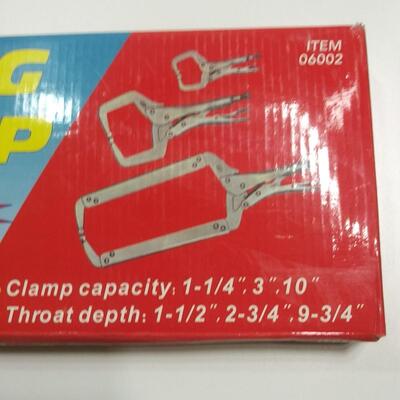 G
P
ITEM
06002
Clamp capacity: 1-1/4", 3", 10"
Throat depth: 1-1/2", 2-3/4", 9-3/4"